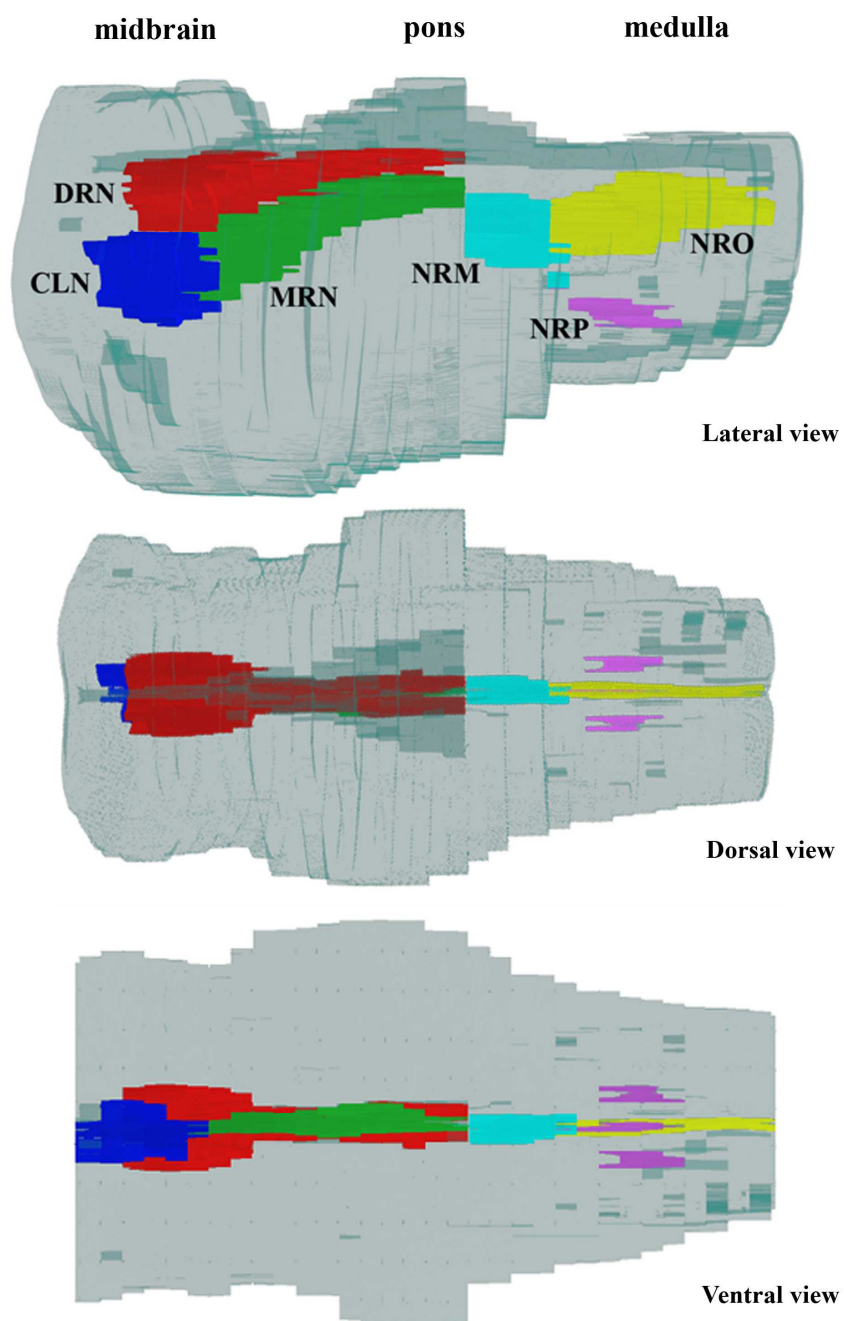 midbrain pons medulla
DRN
CLN
MRN
NRM
NRO
NRP
Lateral view
Dorsal view
Ventral view